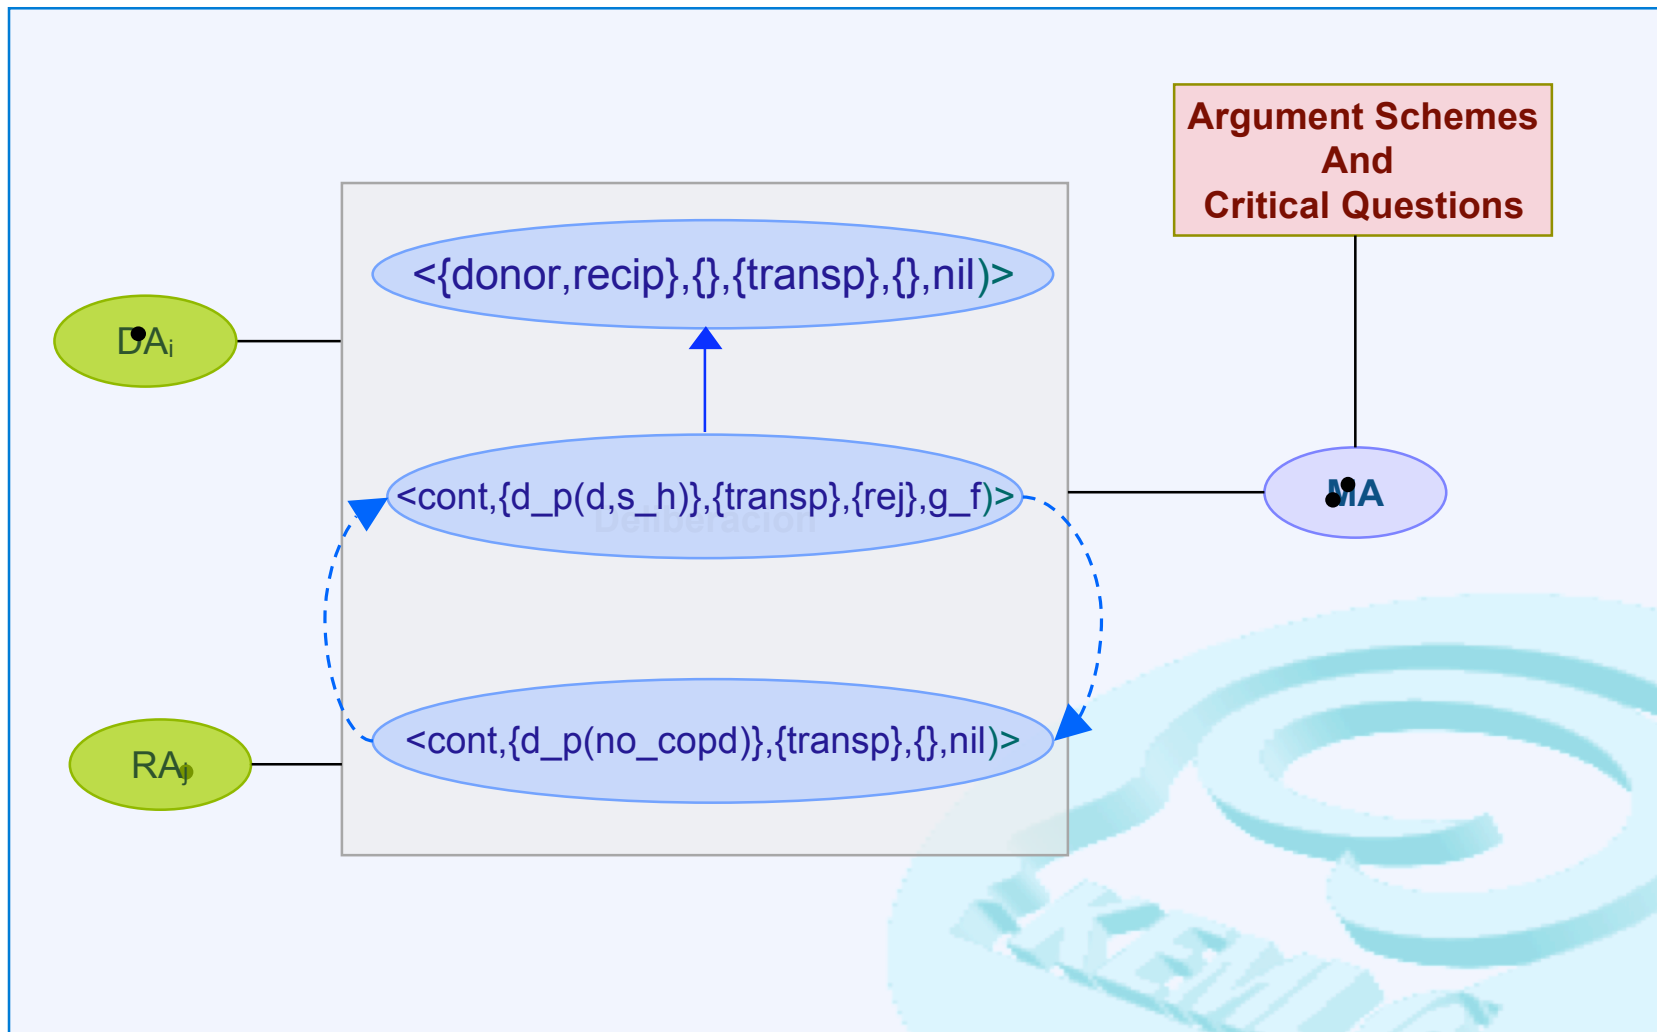 Argument Schemes
And
Critical Questions
<{donor,recip},{},{transp},{},nil)>
DAi
<cont,{d_p(d,s_h)},{transp},{rej},g_f)>
Deliberación
MA
<cont,{d_p(no_copd)},{transp},{},nil)>
RAj